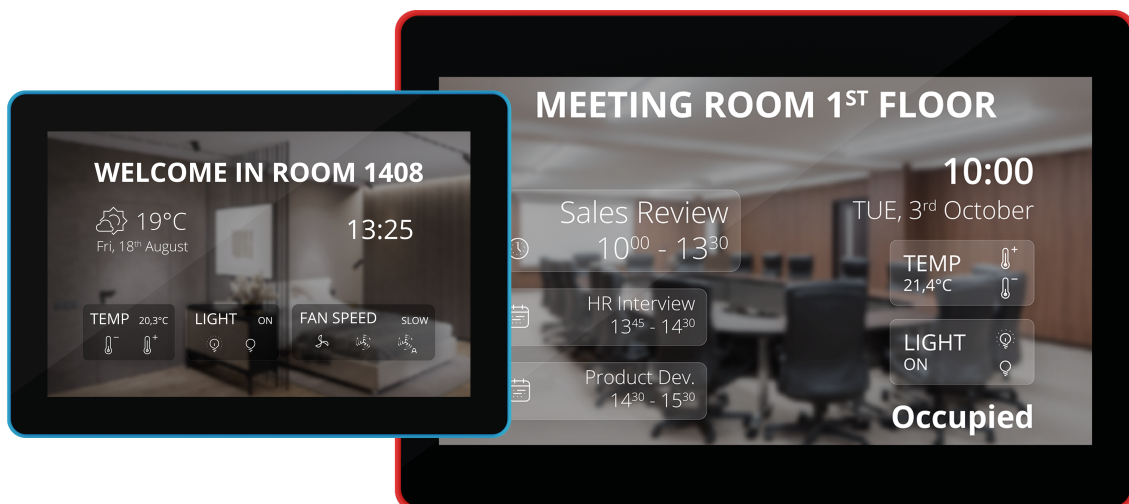 WELCOME IN ROOM 1408
19°C
Fri, 18th August
13:25
TEMP 20,3°C
LIGHT ON
FAN SPEED SLOW
A
MEETING ROOM 1ST FLOOR
10:00
TUE, 3rd October
Sales Review
10⁰⁰ - 13³⁰
HR Interview
13⁴⁵ - 14³⁰
Product Dev.
14³⁰ - 15³⁰
TEMP
21,4°C
LIGHT
ON
Occupied